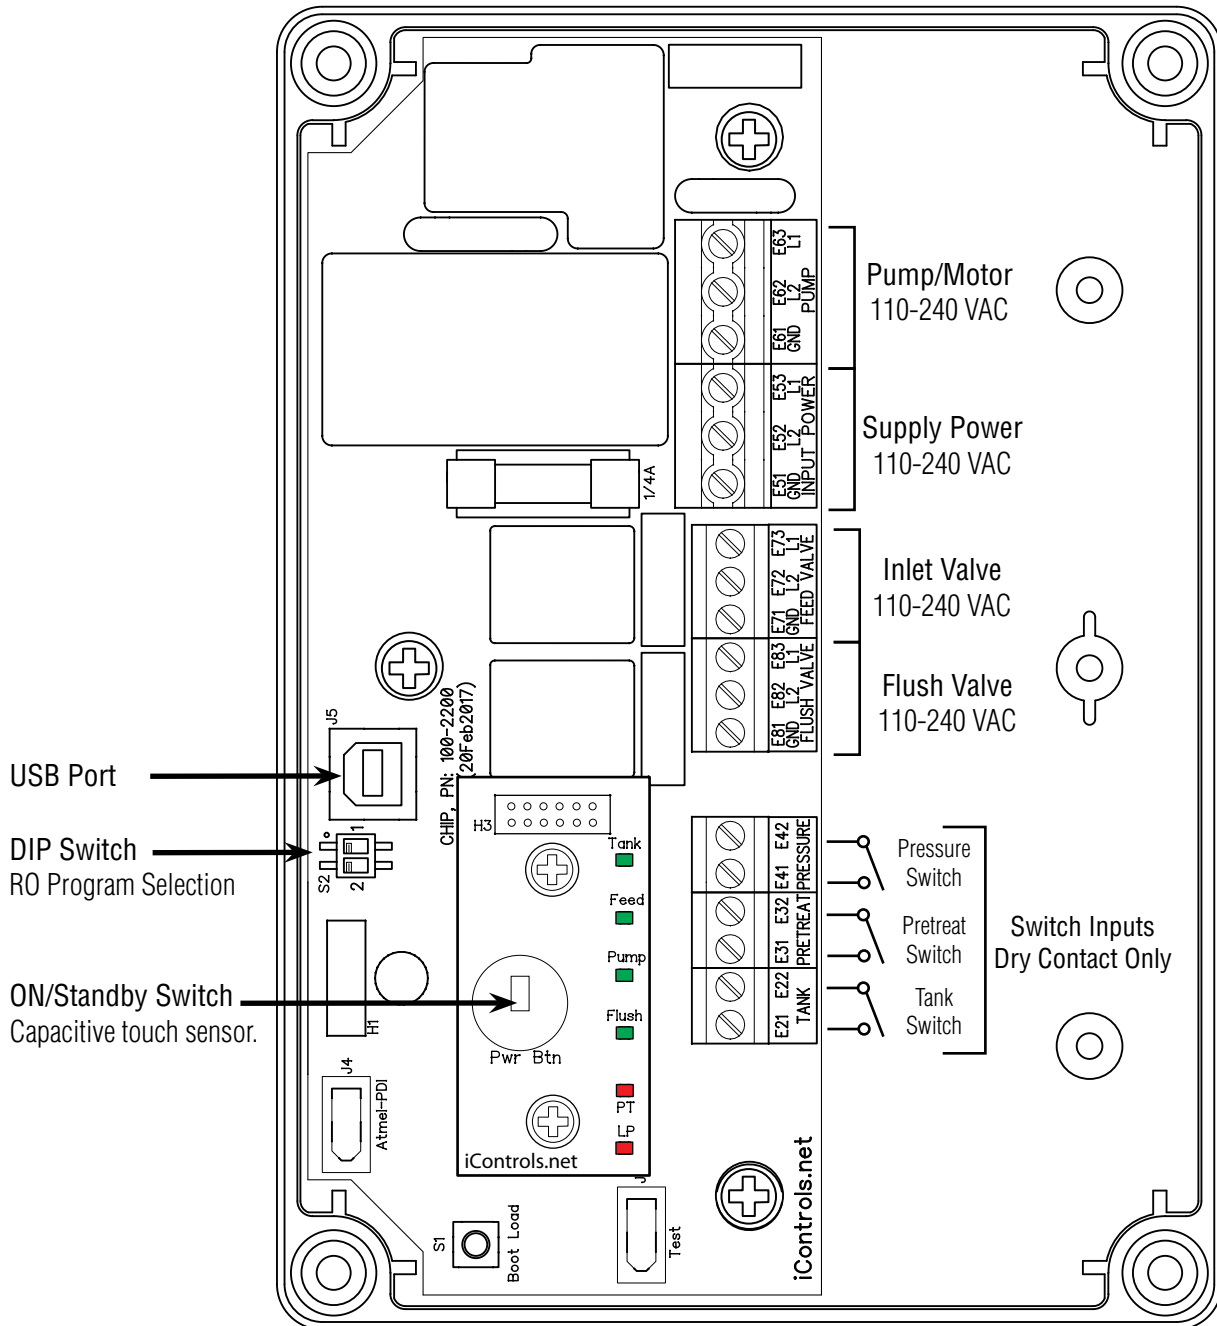 E63 L1
E62 L2
E61 GND
PUMP
Pump/Motor
110-240 VAC
E53 L1
E52 L2
E51 GND
INPUT POWER
Supply Power
110-240 VAC
1/4A
E73 L1
E72 L2
E71 GND
FEED VALVE
Inlet Valve
110-240 VAC
E83 L1
E82 L2
E81 GND
FLUSH VALVE
Flush Valve
110-240 VAC
J5
CHIP, PN: 100-2200
(20Feb2017)
USB Port
DIP Switch
RO Program Selection
S2
1
2
H3
Tank
Feed
Pump
Flush
Pwr Btn
PT
LP
iControls.net
E42
E41
PRESSURE
E32
E31
PRETREAT
E22
E21
TANK
Pressure
Switch
Pretreat
Switch
Tank
Switch
Switch Inputs
Dry Contact Only
ON/Standby Switch
Capacitive touch sensor.
H1
J4
Atmel-PDI
S1
Boot Load
J
Test
iControls.net